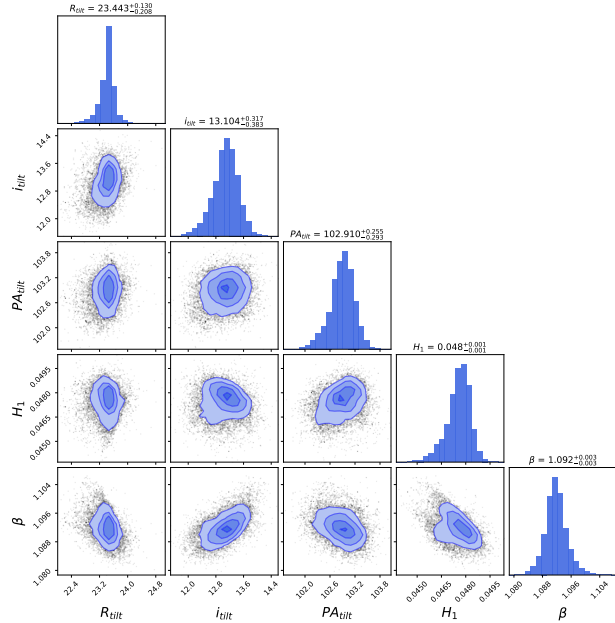 R_tilt = 23.443^{+0.130}_{-0.208}
i_tilt = 13.104^{+0.317}_{-0.383}
14.4
13.6
12.8
12.0
i_tilt
PA_tilt = 102.910^{+0.255}_{-0.293}
103.8
103.2
102.6
102.0
PA_tilt
H_1 = 0.048^{+0.001}_{-0.001}
0.0495
0.0480
0.0465
0.0450
H_1
β = 1.092^{+0.003}_{-0.003}
1.104
1.096
1.088
1.080
β
22.4 23.2 24.0 24.8 12.0 12.8 13.6 14.4 102.0 102.6 103.2 103.8 0.0450 0.0465 0.0480 0.0495 1.080 1.088 1.096 1.104
R_tilt i_tilt PA_tilt H_1 β